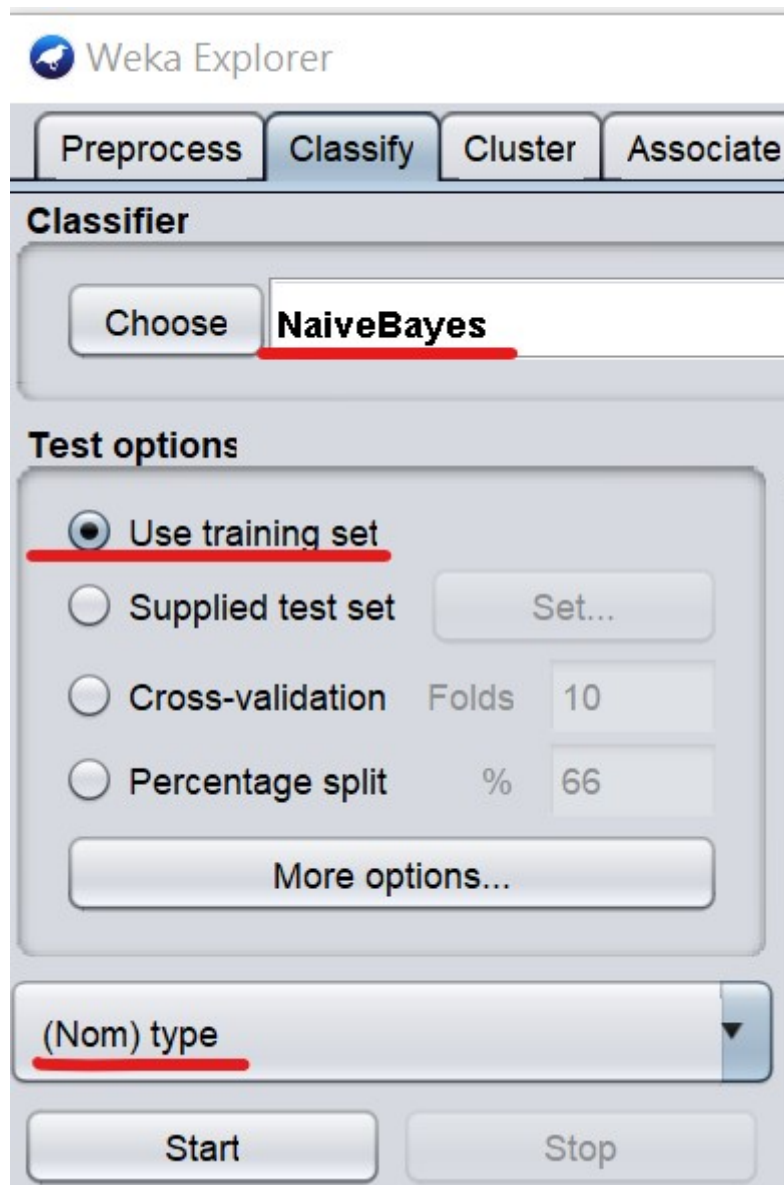 Weka Explorer
Preprocess Classify Cluster Associate
Classifier
Choose NaiveBayes
Test options
Use training set
Supplied test set Set...
Cross-validation Folds 10
Percentage split % 66
More options...
(Nom) type
Start Stop